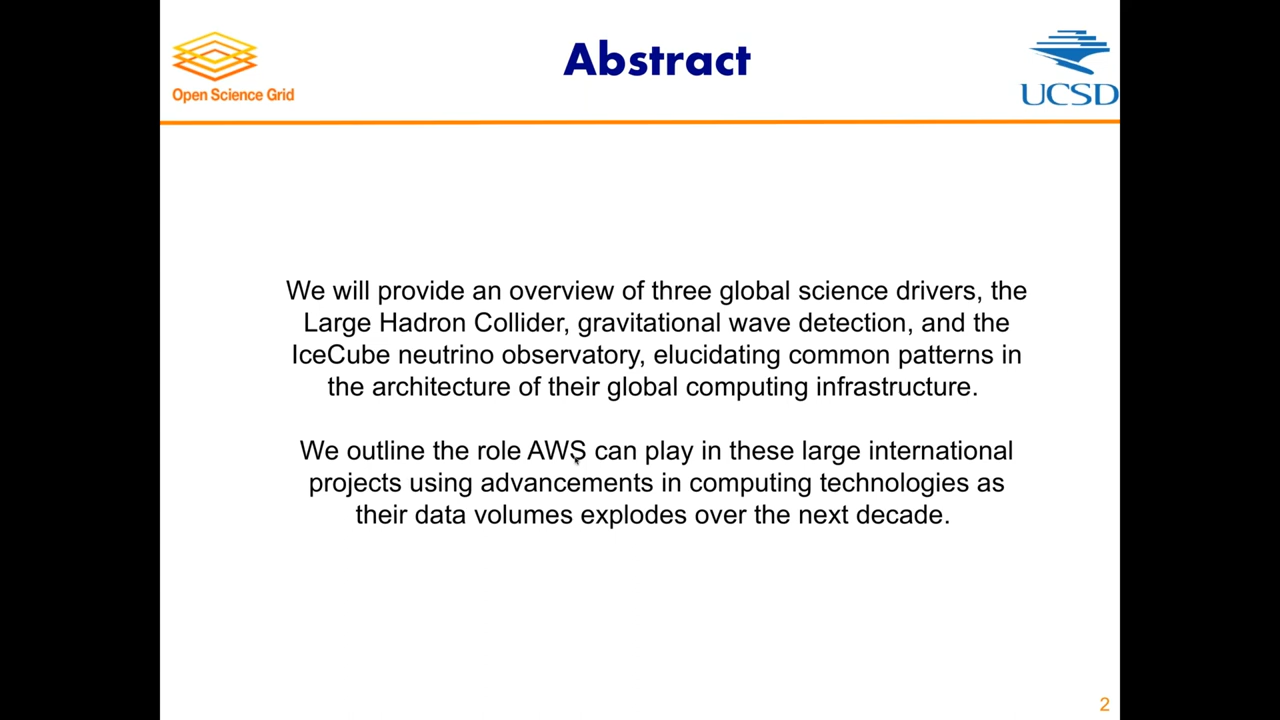 Abstract
Open Science Grid
UCSD
We will provide an overview of three global science drivers, the
Large Hadron Collider, gravitational wave detection, and the
IceCube neutrino observatory, elucidating common patterns in
the architecture of their global computing infrastructure.
We outline the role AWS can play in these large international
projects using advancements in computing technologies as
their data volumes explodes over the next decade.
2